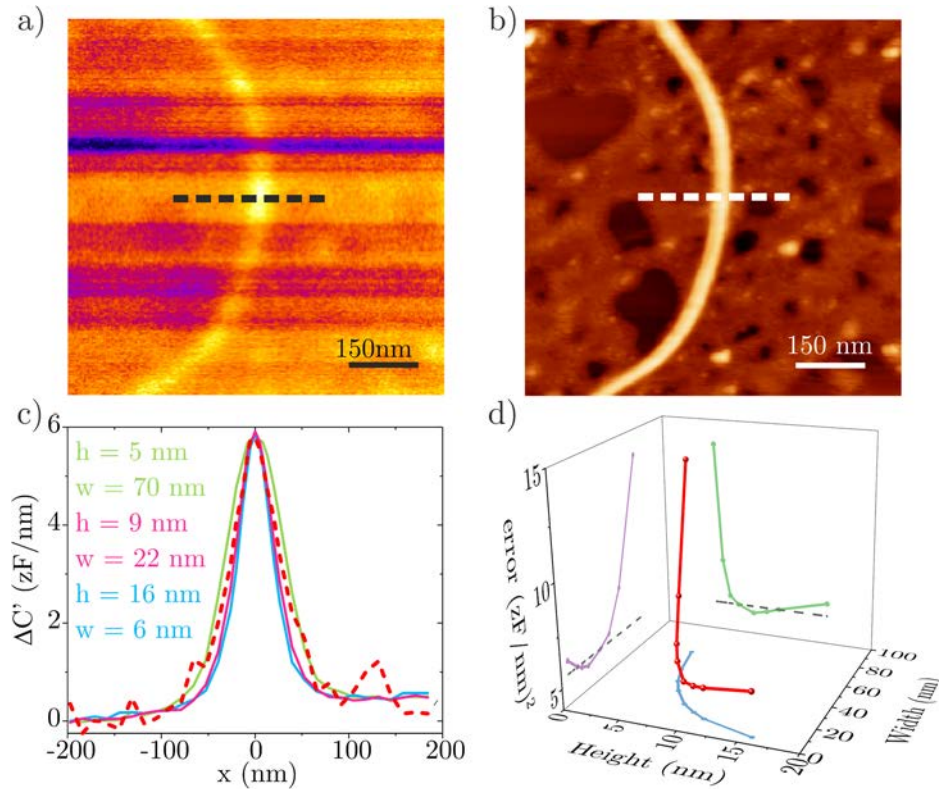 a)
150nm
b)
150 nm
c)
6
4
2
0
ΔC' (zF/nm)
h = 5 nm
w = 70 nm
h = 9 nm
w = 22 nm
h = 16 nm
w = 6 nm
-200
-100
0
100
200
x (nm)
d)
15
10
5
error (zF | nm)²
0
5
10
15
20
Height (nm)
0
20
40
60
80
100
Width (nm)